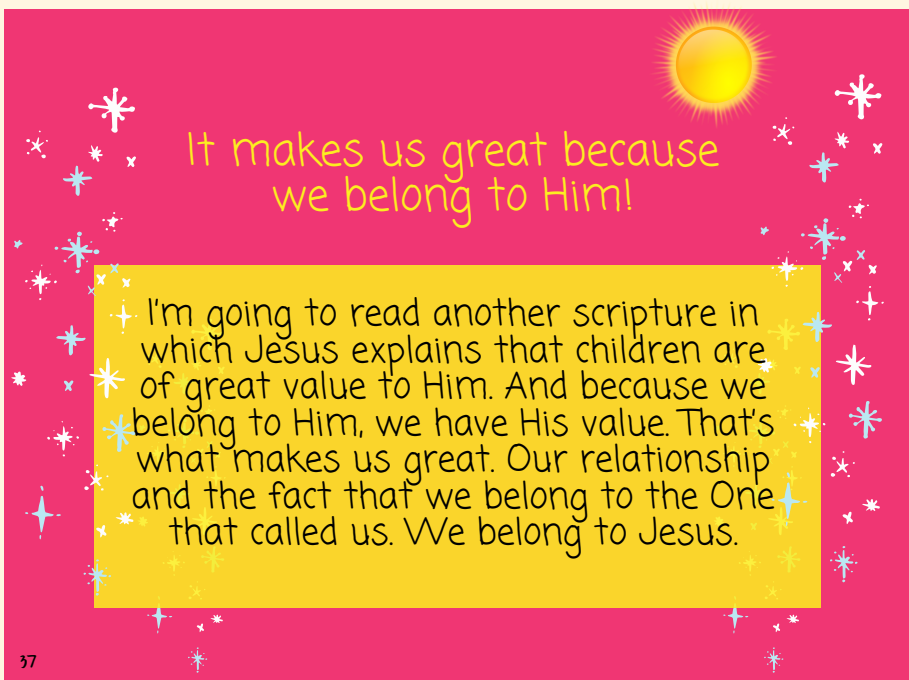 It makes us great because
we belong to Him!
I'm going to read another scripture in
which Jesus explains that children are
of great value to Him. And because we
belong to Him, we have His value. That's
what makes us great. Our relationship
and the fact that we belong to the One
that called us. We belong to Jesus.
37